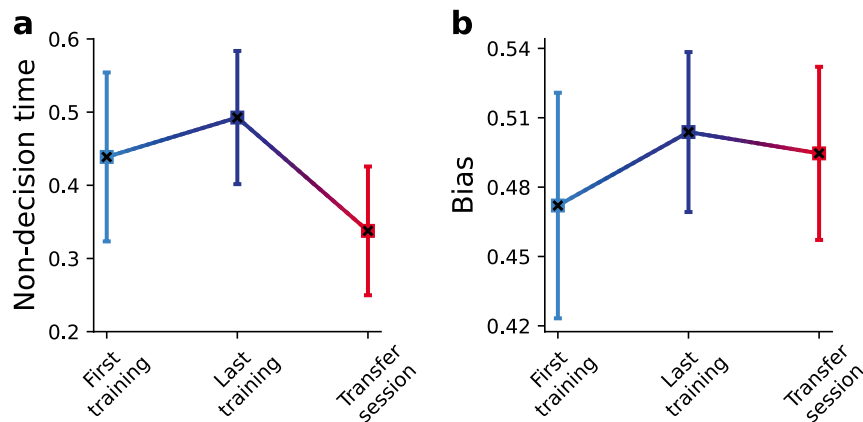 a
Non-decision time
0.6
0.5
0.4
0.3
0.2
First
training
Last
training
Transfer
session
b
Bias
0.54
0.51
0.48
0.45
0.42
First
training
Last
training
Transfer
session